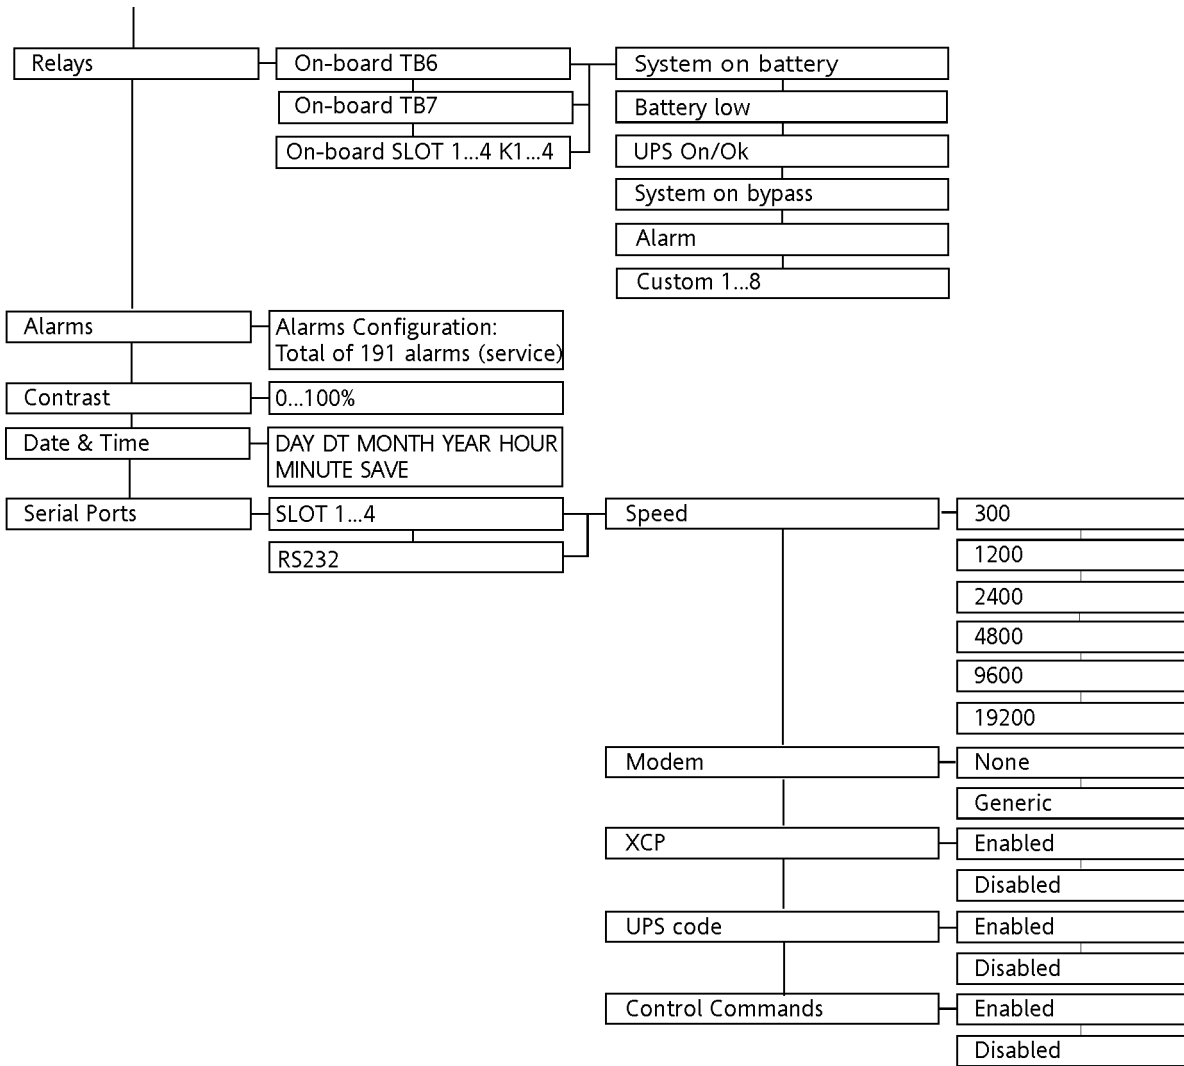 Relays
On-board TB6
System on battery
On-board TB7
Battery low
On-board SLOT 1...4 K1...4
UPS On/Ok
System on bypass
Alarm
Custom 1...8
Alarms
Alarms Configuration:
Total of 191 alarms (service)
Contrast
0...100%
Date & Time
DAY DT MONTH YEAR HOUR
MINUTE SAVE
Serial Ports
SLOT 1...4
Speed
300
RS232
1200
2400
4800
9600
19200
Modem
None
Generic
XCP
Enabled
Disabled
UPS code
Enabled
Disabled
Control Commands
Enabled
Disabled